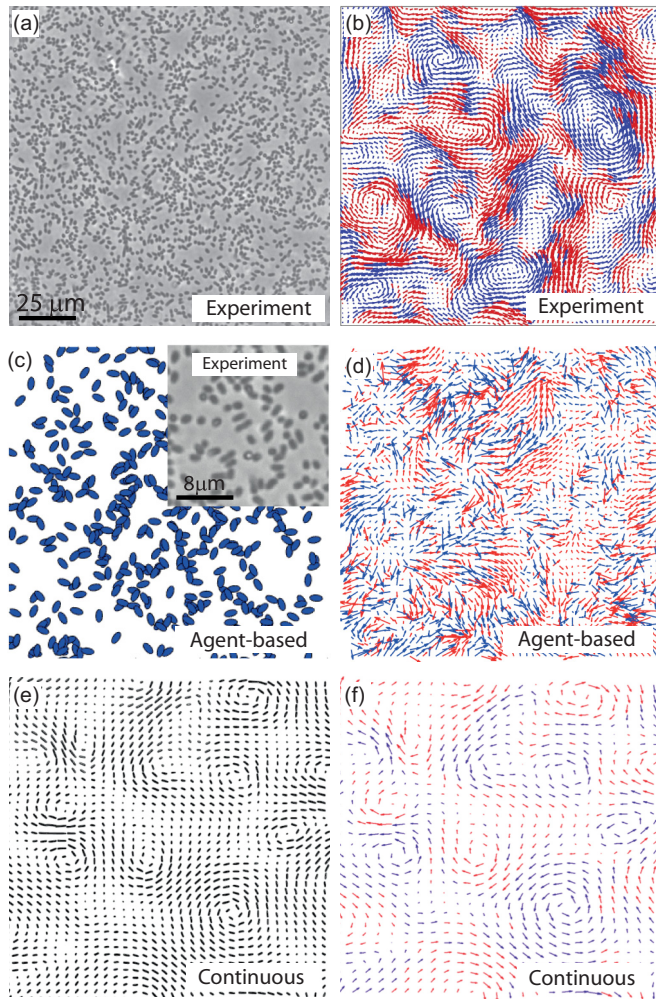 (a)
25 μm
Experiment
(b)
Experiment
(c)
Experiment
8μm
Agent-based
(d)
Agent-based
(e)
Continuous
(f)
Continuous